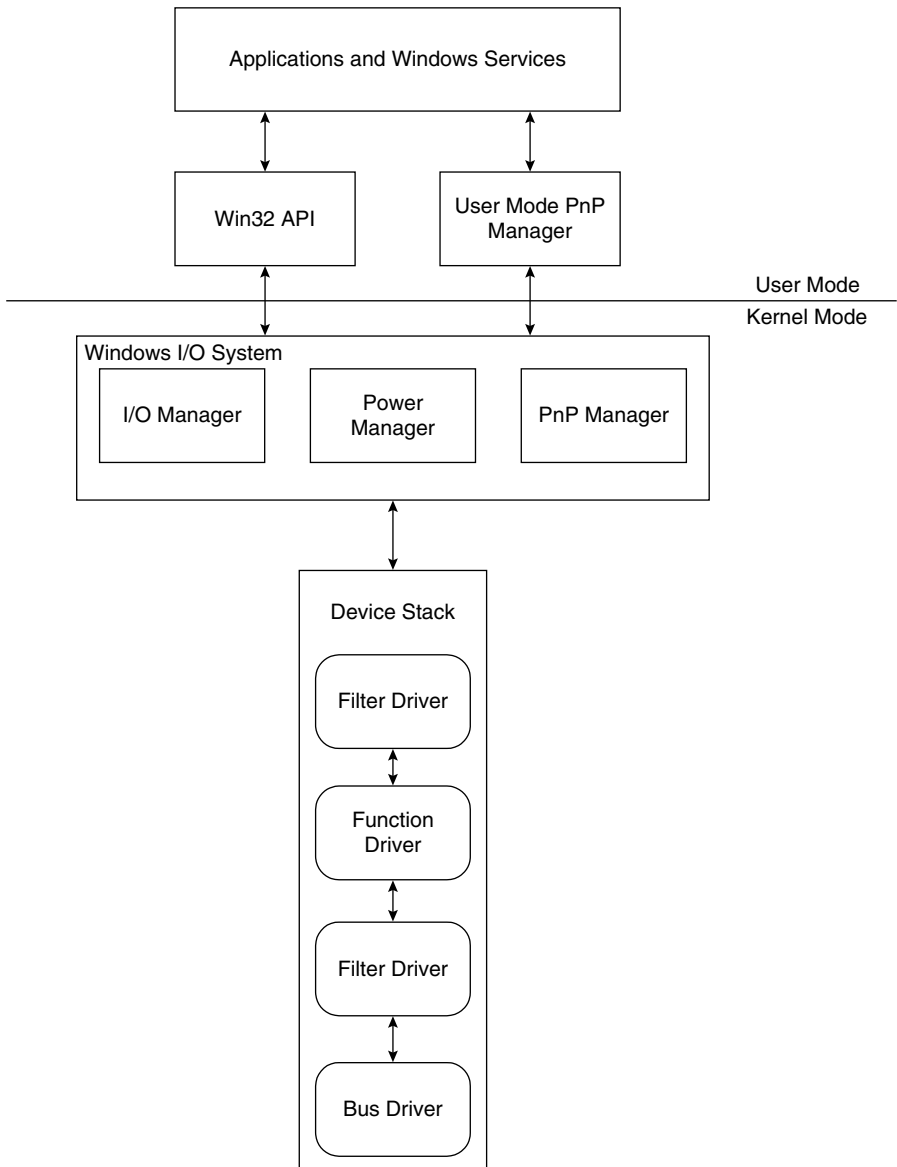 Applications and Windows Services
Win32 API
User Mode PnP
Manager
User Mode
Kernel Mode
Windows I/O System
I/O Manager
Power
Manager
PnP Manager
Device Stack
Filter Driver
Function
Driver
Filter Driver
Bus Driver